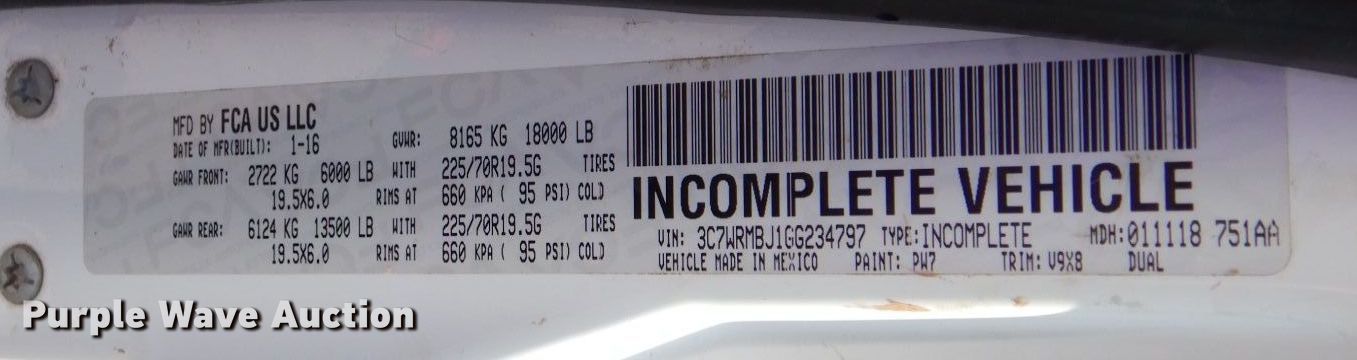 MFD BY FCA US LLC
DATE OF MFR(BUILT): 1-16 GVWR: 8165 KG 18000 LB
GAWR FRONT: 2722 KG 6000 LB WITH 225/70R19.5G TIRES
19.5X6.0 RIMS AT 660 KPA ( 95 PSI) COLD
GAWR REAR: 6124 KG 13500 LB WITH 225/70R19.5G TIRES
19.5X6.0 RIMS AT 660 KPA ( 95 PSI) COLD
INCOMPLETE VEHICLE
VIN: 3C7WRMBJ1GG234797 TYPE: INCOMPLETE MDH: 011118 751AA
VEHICLE MADE IN MEXICO PAINT: PW7 TRIM: V9X8 DUAL
Purple Wave Auction